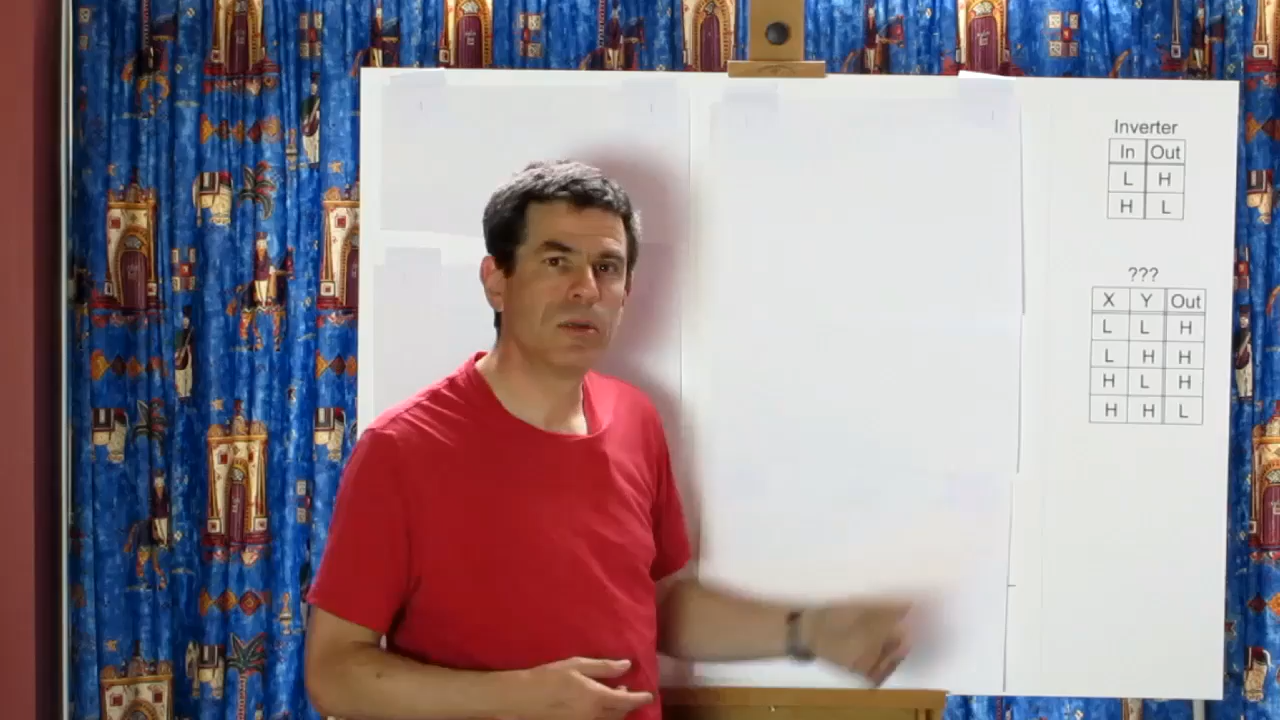 Inverter
In Out
L H
H L
???
X Y Out
L L H
L H H
H L H
H H L